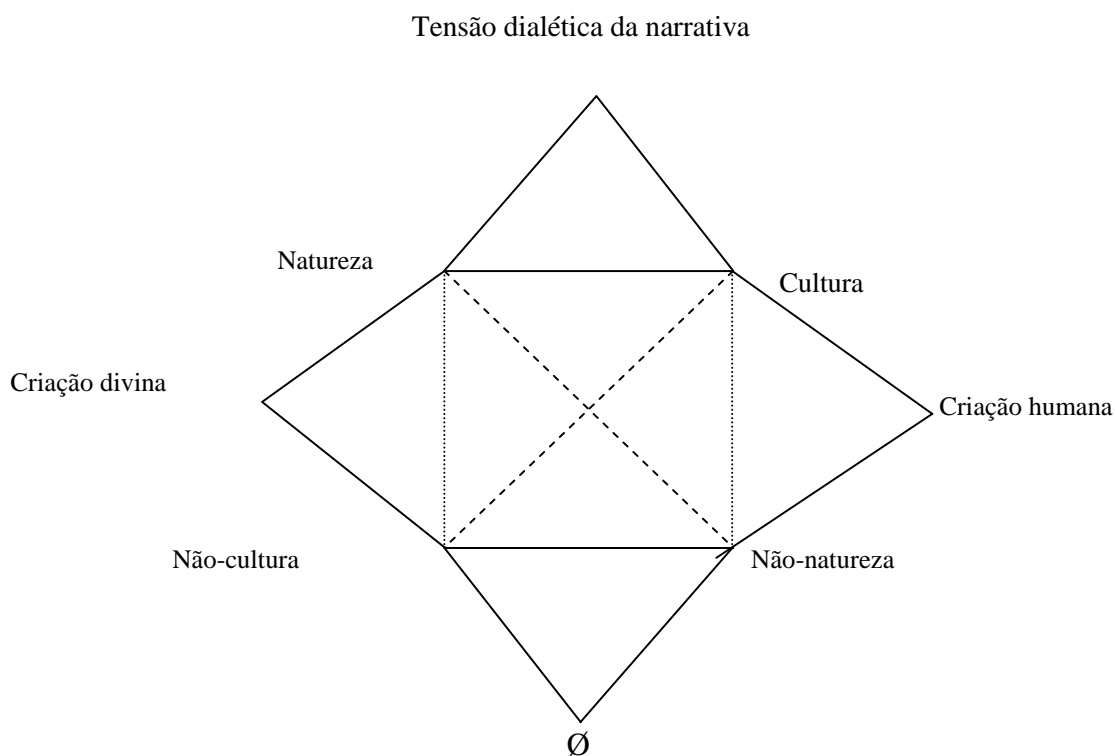 Tensão dialética da narrativa
Natureza
Cultura
Criação divina
Criação humana
Não-cultura
Não-natureza
Ø